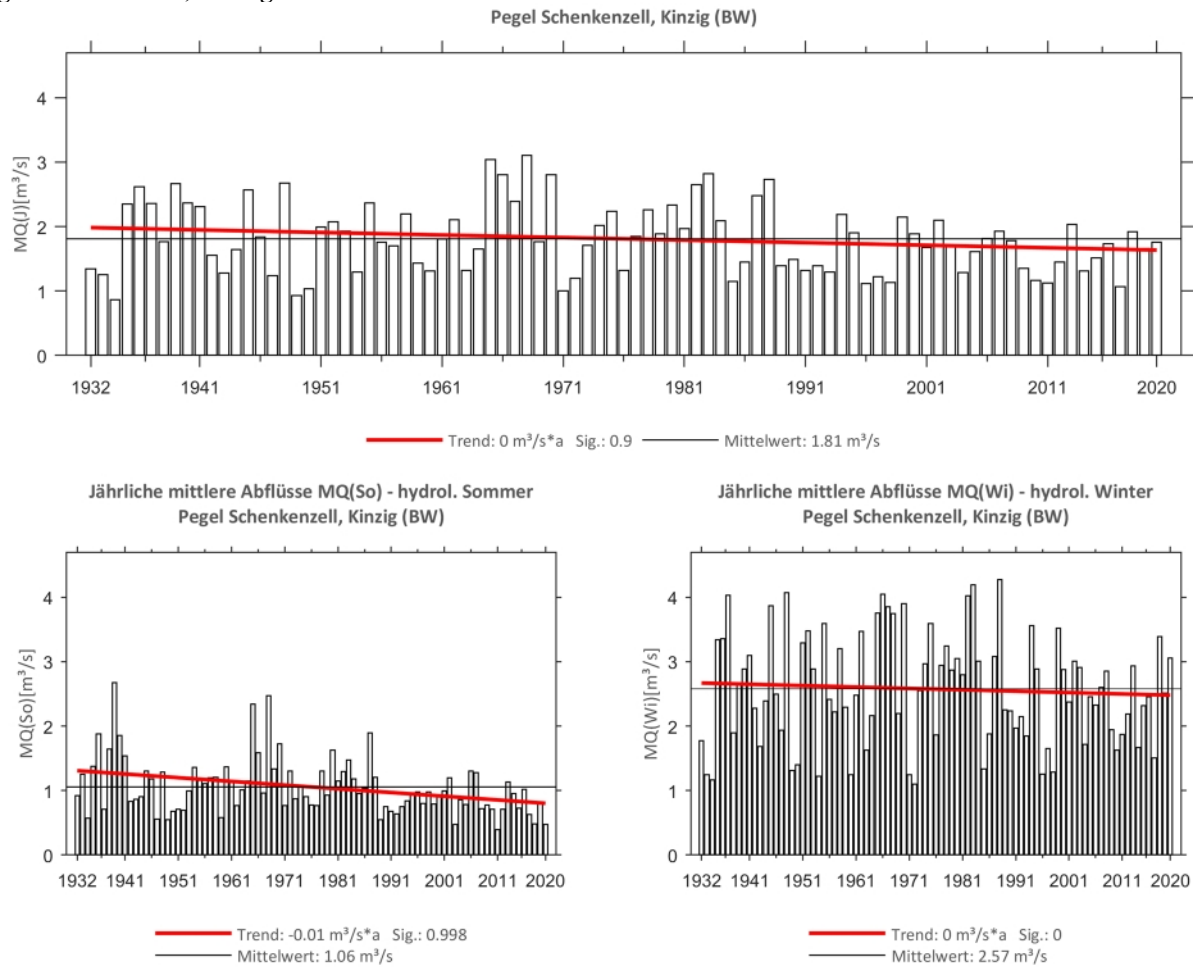 Pegel Schenkenzell, Kinzig (BW)
MQ(J)[m³/s]
4
3
2
1
0
1932 1941 1951 1961 1971 1981 1991 2001 2011 2020
Trend: 0 m³/s*a Sig.: 0.9 Mittelwert: 1.81 m³/s
Jährliche mittlere Abflüsse MQ(So) - hydrol. Sommer
Pegel Schenkenzell, Kinzig (BW)
MQ(So)[m³/s]
4
3
2
1
0
1932 1941 1951 1961 1971 1981 1991 2001 2011 2020
Trend: -0.01 m³/s*a Sig.: 0.998
Mittelwert: 1.06 m³/s
Jährliche mittlere Abflüsse MQ(Wi) - hydrol. Winter
Pegel Schenkenzell, Kinzig (BW)
MQ(Wi)[m³/s]
4
3
2
1
0
1932 1941 1951 1961 1971 1981 1991 2001 2011 2020
Trend: 0 m³/s*a Sig.: 0
Mittelwert: 2.57 m³/s